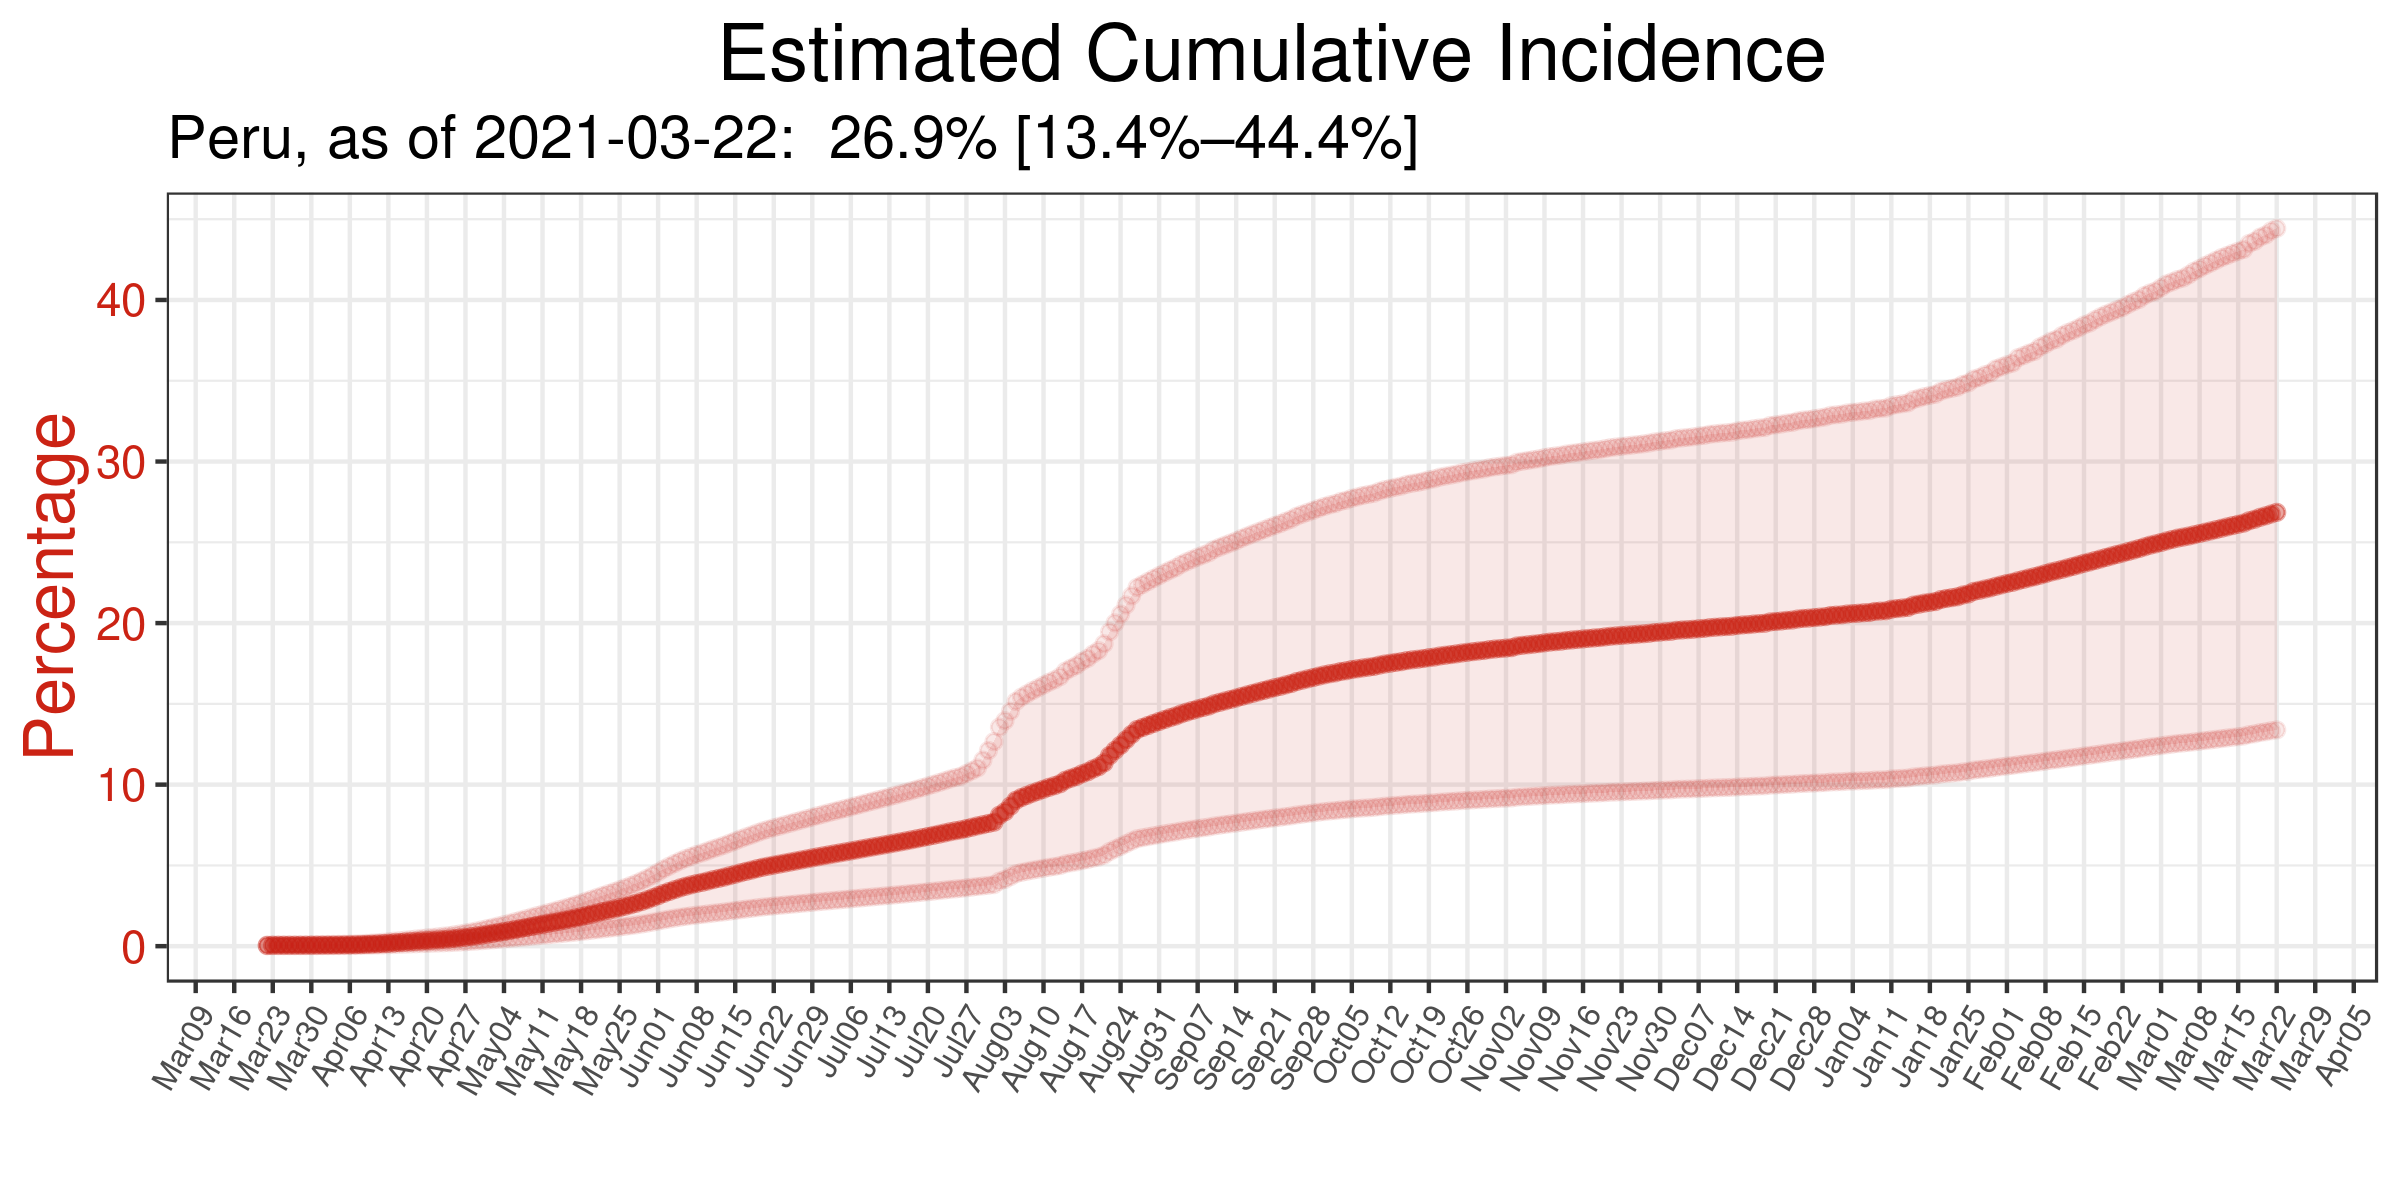 Estimated Cumulative Incidence
Peru, as of 2021-03-22:  26.9% [13.4%–44.4%]
Percentage
40
30
20
10
0
Mar09 Mar16 Mar23 Mar30 Apr06 Apr13 Apr20 Apr27 May04 May11 May18 May25 Jun01 Jun08 Jun15 Jun22 Jun29 Jul06 Jul13 Jul20 Jul27 Aug03 Aug10 Aug17 Aug24 Aug31 Sep07 Sep14 Sep21 Sep28 Oct05 Oct12 Oct19 Oct26 Nov02 Nov09 Nov16 Nov23 Nov30 Dec07 Dec14 Dec21 Dec28 Jan04 Jan11 Jan18 Jan25 Feb01 Feb08 Feb15 Feb22 Mar01 Mar08 Mar15 Mar22 Mar29 Apr05